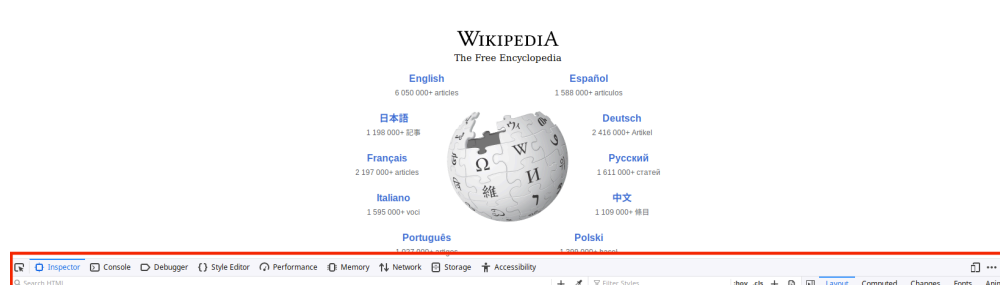 WIKIPEDIA
The Free Encyclopedia
English Español
6 050 000+ articles 1 588 000+ artículos
日本語 Deutsch
1 198 000+ 記事 2 416 000+ Artikel
Français Русский
2 197 000+ articles 1 611 000+ статей
Italiano 中文
1 595 000+ voci 1 109 000+ 條目
Português Polski
Inspector Console Debugger {} Style Editor Performance Memory Network Storage Accessibility
Search HTML Filter Styles :hov .cls Layout Computed Changes Fonts